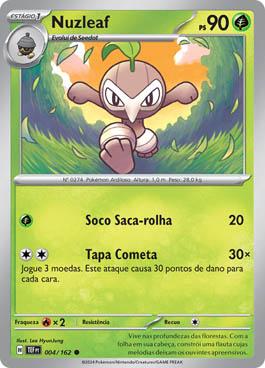 ESTÁGIO 1
Nuzleaf
PS 90
Evolui de Seedot
Nº 0274 Pokémon Ardiloso Altura: 1,0 m Peso: 28,0 kg
Soco Saca-rolha 20
Tapa Cometa 30×
Jogue 3 moedas. Este ataque causa 30 pontos de dano para
cada cara.
Fraqueza × 2 Resistência Recuo
Ilust. Lee HyunJung
H TEF PT 004/162
Vive nas profundezas das florestas. Com a
folha em sua cabeça, constrói uma flauta cujas
melodias deixam os ouvintes apreensivos.
©2024 Pokémon/Nintendo/Creatures/GAME FREAK